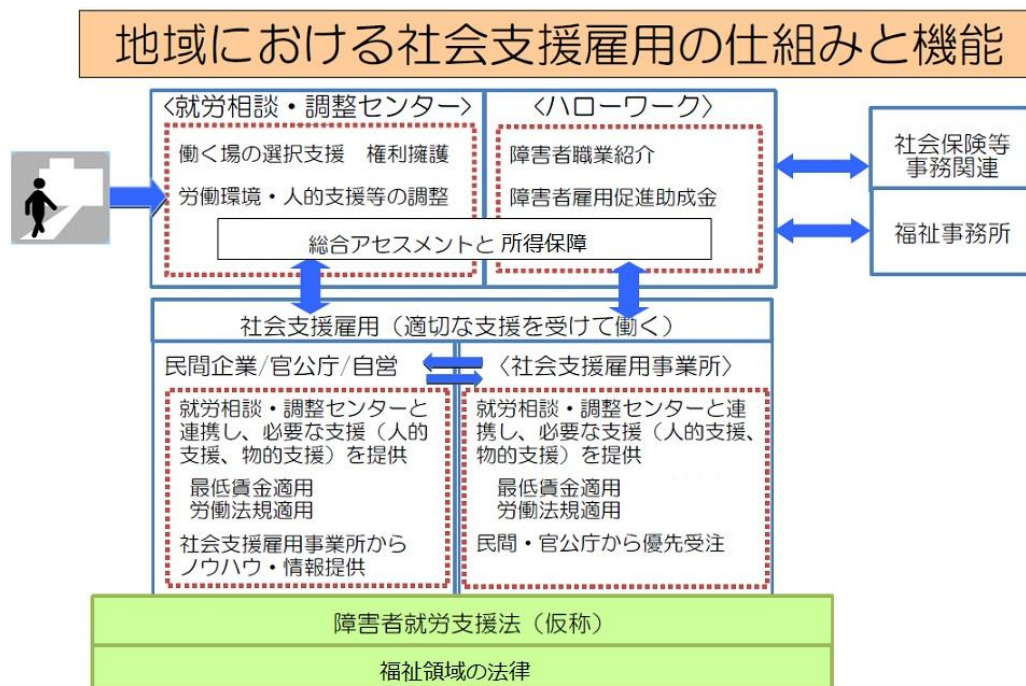 地域における社会支援雇用の仕組みと機能
〈就労相談・調整センター〉
働く場の選択支援　権利擁護
労働環境・人的支援等の調整
〈ハローワーク〉
障害者職業紹介
障害者雇用促進助成金
総合アセスメントと 所得保障
社会保険等
事務関連
福祉事務所
社会支援雇用（適切な支援を受けて働く）
民間企業/官公庁/自営
就労相談・調整センターと
連携し、必要な支援（人的
支援、物的支援）を提供
最低賃金適用
労働法規適用
社会支援雇用事業所から
ノウハウ・情報提供
〈社会支援雇用事業所〉
就労相談・調整センターと連
携し、必要な支援（人的支援、
物的支援）を提供
最低賃金適用
労働法規適用
民間・官公庁から優先受注
障害者就労支援法（仮称）
福祉領域の法律